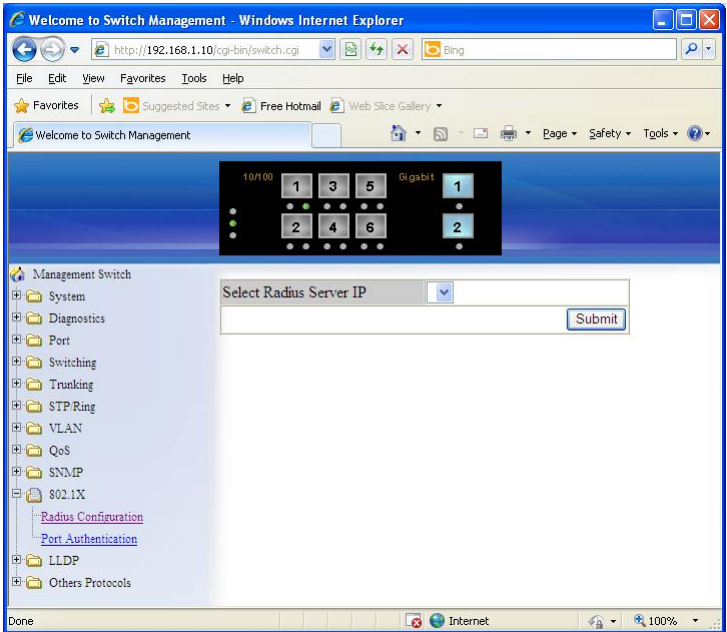 Welcome to Switch Management - Windows Internet Explorer
http://192.168.1.10/cgi-bin/switch.cgi
Bing
File Edit View Favorites Tools Help
Favorites Suggested Sites Free Hotmail Web Slice Gallery
Welcome to Switch Management Page Safety Tools
10/100 1 3 5 Gigabit 1
2 4 6 2
Management Switch
System
Diagnostics
Port
Switching
Trunking
STP/Ring
VLAN
QoS
SNMP
802.1X
Radius Configuration
Port Authentication
LLDP
Others Protocols
Select Radius Server IP
Submit
Done Internet 100%